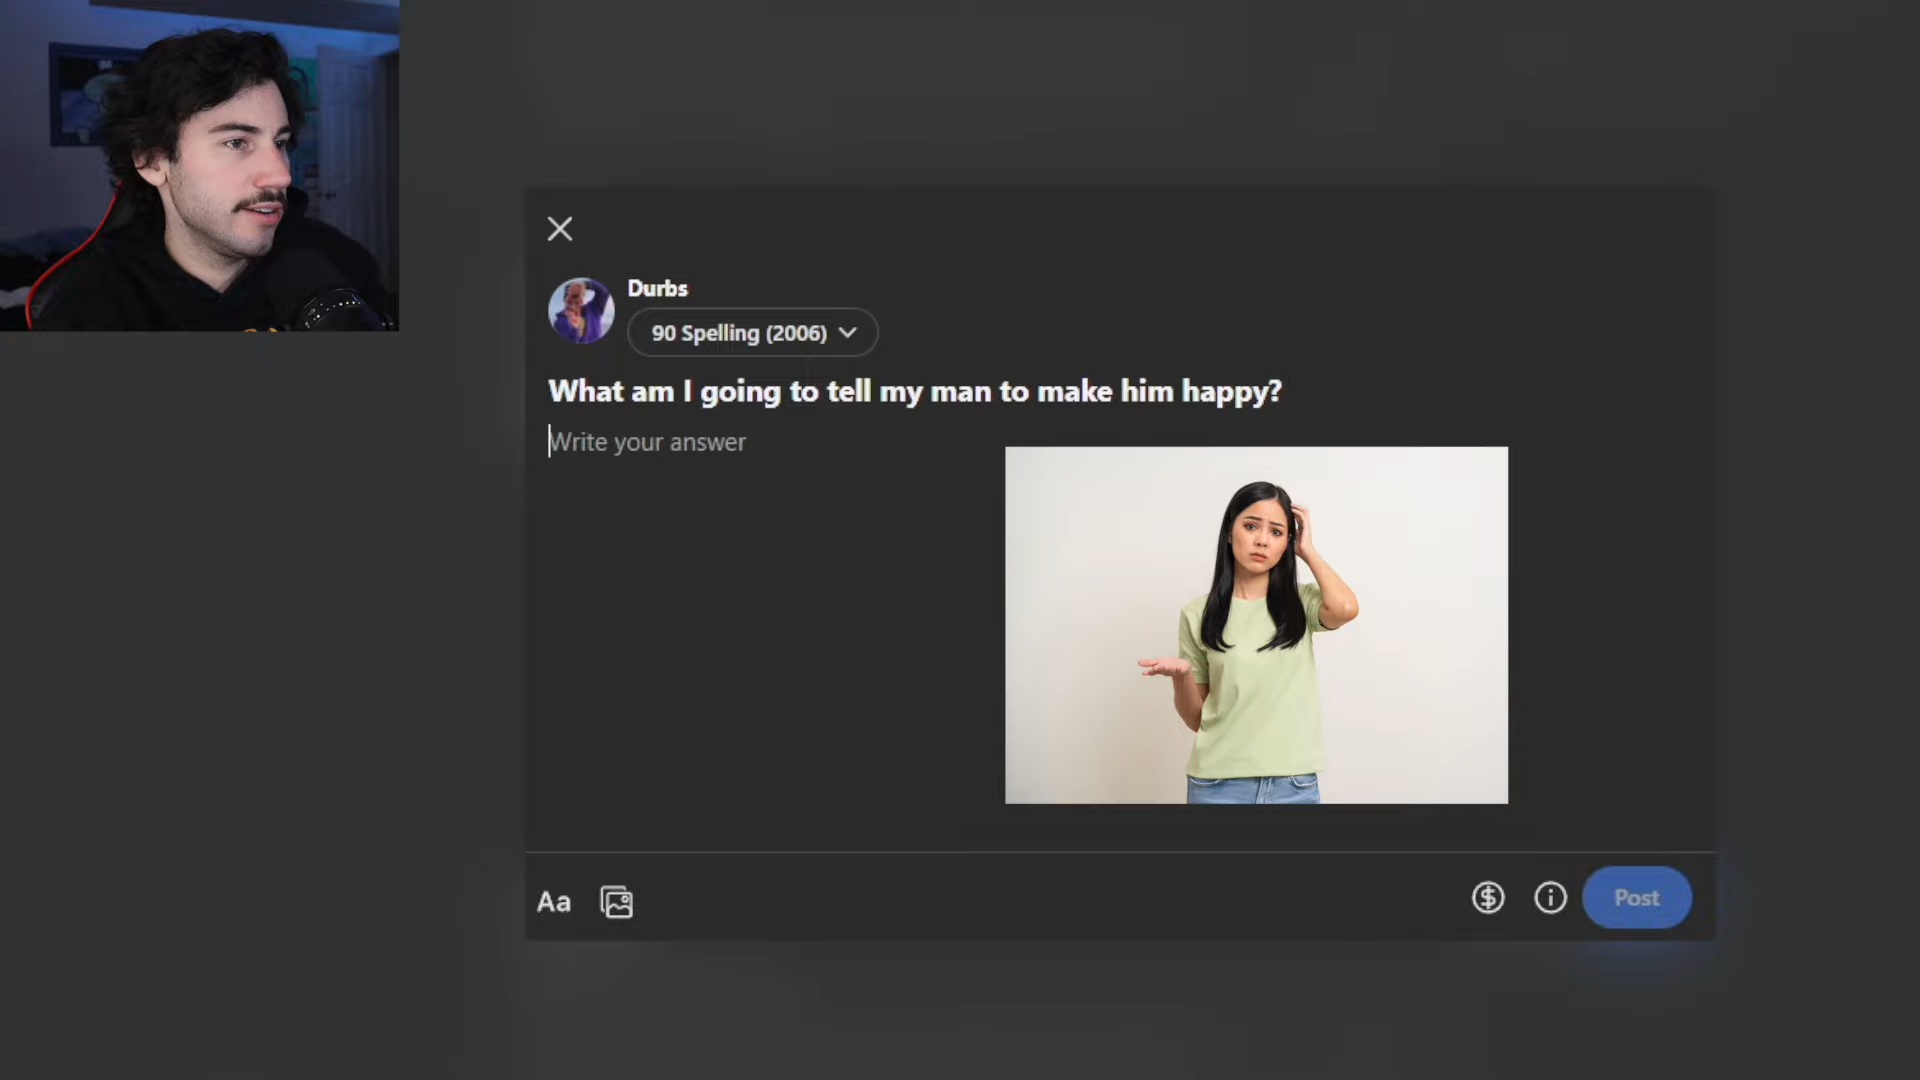 Durbs
90 Spelling (2006)
What am I going to tell my man to make him happy?
Write your answer
Aa
Post